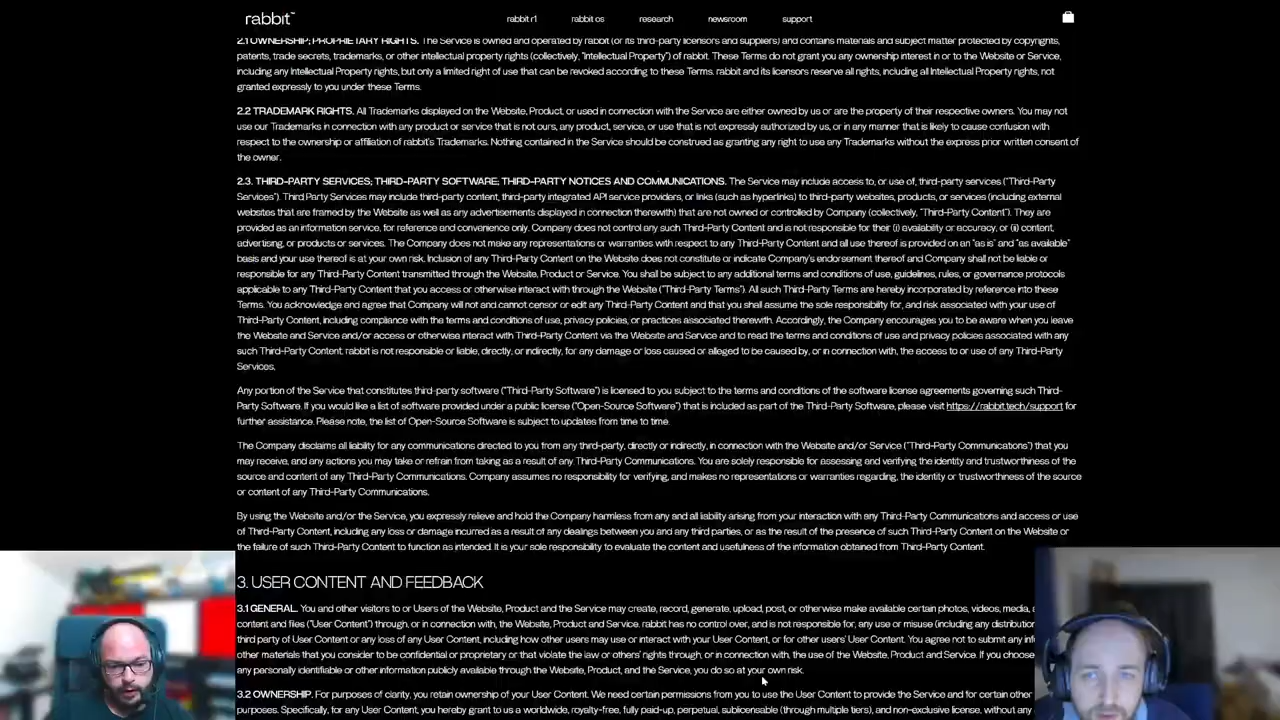 rabbit™ rabbit r1 rabbit os research newsroom support
2.1 OWNERSHIP; PROPRIETARY RIGHTS. The Service is owned and operated by rabbit (or its third-party licensors and suppliers) and contains materials and subject matter protected by copyrights,
patents, trade secrets, trademarks, or other intellectual property rights (collectively, "Intellectual Property") of rabbit. These Terms do not grant you any ownership interest in or to the Website or Service,
including any Intellectual Property rights, but only a limited right of use that can be revoked according to these Terms. rabbit and its licensors reserve all rights, including all Intellectual Property rights, not
granted expressly to you under these Terms.
2.2 TRADEMARK RIGHTS. All Trademarks displayed on the Website, Product, or used in connection with the Service are either owned by us or are the property of their respective owners. You may not
use our Trademarks in connection with any product or service that is not ours, any product, service, or use that is not expressly authorized by us, or in any manner that is likely to cause confusion with
respect to the ownership or affiliation of rabbit's Trademarks. Nothing contained in the Service should be construed as granting any right to use any Trademarks without the express prior written consent of
the owner.
2.3. THIRD-PARTY SERVICES; THIRD-PARTY SOFTWARE; THIRD-PARTY NOTICES AND COMMUNICATIONS. The Service may include access to, or use of, third-party services ("Third-Party
Services"). Third Party Services may include third-party content, third-party integrated API service providers, or links (such as hyperlinks) to third-party websites, products, or services (including external
websites that are framed by the Website as well as any advertisements displayed in connection therewith) that are not owned or controlled by Company (collectively, "Third-Party Content"). They are
provided as an information service, for reference and convenience only. Company does not control any such Third-Party Content and is not responsible for their (i) availability or accuracy, or (ii) content,
advertising, or products or services. The Company does not make any representations or warranties with respect to any Third-Party Content and all use thereof is provided on an "as is" and "as available"
basis and your use thereof is at your own risk. Inclusion of any Third-Party Content on the Website does not constitute or indicate Company's endorsement thereof and Company shall not be liable or
responsible for any Third-Party Content transmitted through the Website, Product or Service. You shall be subject to any additional terms and conditions of use, guidelines, rules, or governance protocols
applicable to any Third-Party Content that you access or otherwise interact with through the Website ("Third-Party Terms"). All such Third-Party Terms are hereby incorporated by reference into these
Terms. You acknowledge and agree that Company will not and cannot censor or edit any Third-Party Content and that you shall assume the sole responsibility for, and risk associated with your use of
Third-Party Content, including compliance with the terms and conditions of use, privacy policies, or practices associated therewith. Accordingly, the Company encourages you to be aware when you leave
the Website and Service and/or access or otherwise interact with Third-Party Content via the Website and Service and to read the terms and conditions of use and privacy policies associated with any
such Third-Party Content. rabbit is not responsible or liable, directly, or indirectly, for any damage or loss caused or alleged to be caused by, or in connection with, the access to or use of any Third-Party
Services.
Any portion of the Service that constitutes third-party software ("Third-Party Software") is licensed to you subject to the terms and conditions of the software license agreements governing such Third-
Party Software. If you would like a list of software provided under a public license ("Open-Source Software") that is included as part of the Third-Party Software, please visit https://rabbit.tech/support for
further assistance. Please note, the list of Open-Source Software is subject to updates from time to time.
The Company disclaims all liability for any communications directed to you from any third-party, directly or indirectly, in connection with the Website and/or Service ("Third-Party Communications") that you
may receive, and any actions you may take or refrain from taking as a result of any Third-Party Communications. You are solely responsible for assessing and verifying the identity and trustworthiness of the
source and content of any Third-Party Communications. Company assumes no responsibility for verifying, and makes no representations or warranties regarding, the identity or trustworthiness of the source
or content of any Third-Party Communications.
By using the Website and/or the Service, you expressly relieve and hold the Company harmless from any and all liability arising from your interaction with any Third-Party Communications and access or use
of Third-Party Content, including any loss or damage incurred as a result of any dealings between you and any third parties, or as the result of the presence of such Third-Party Content on the Website or
the failure of such Third-Party Content to function as intended. It is your sole responsibility to evaluate the content and usefulness of the information obtained from Third-Party Content.
3. USER CONTENT AND FEEDBACK
3.1 GENERAL. You and other visitors to or Users of the Website, Product and the Service may create, record, generate, upload, post, or otherwise make available certain photos, videos, media, a
content and files ("User Content") through, or in connection with, the Website, Product and Service. rabbit has no control over, and is not responsible for, any use or misuse (including any distribution
third party of User Content or any loss of any User Content, including how other users may use or interact with your User Content, or for other users' User Content. You agree not to submit any inf
other materials that you consider to be confidential or proprietary or that violate the law or others' rights through, or in connection with, the use of the Website, Product and Service. If you choose
any personally identifiable or other information publicly available through the Website, Product, and the Service, you do so at your own risk.
3.2 OWNERSHIP. For purposes of clarity, you retain ownership of your User Content. We need certain permissions from you to use the User Content to provide the Service and for certain other
purposes. Specifically, for any User Content, you hereby grant to us a worldwide, royalty-free, fully paid-up, perpetual, sublicensable (through multiple tiers), and non-exclusive license, without any